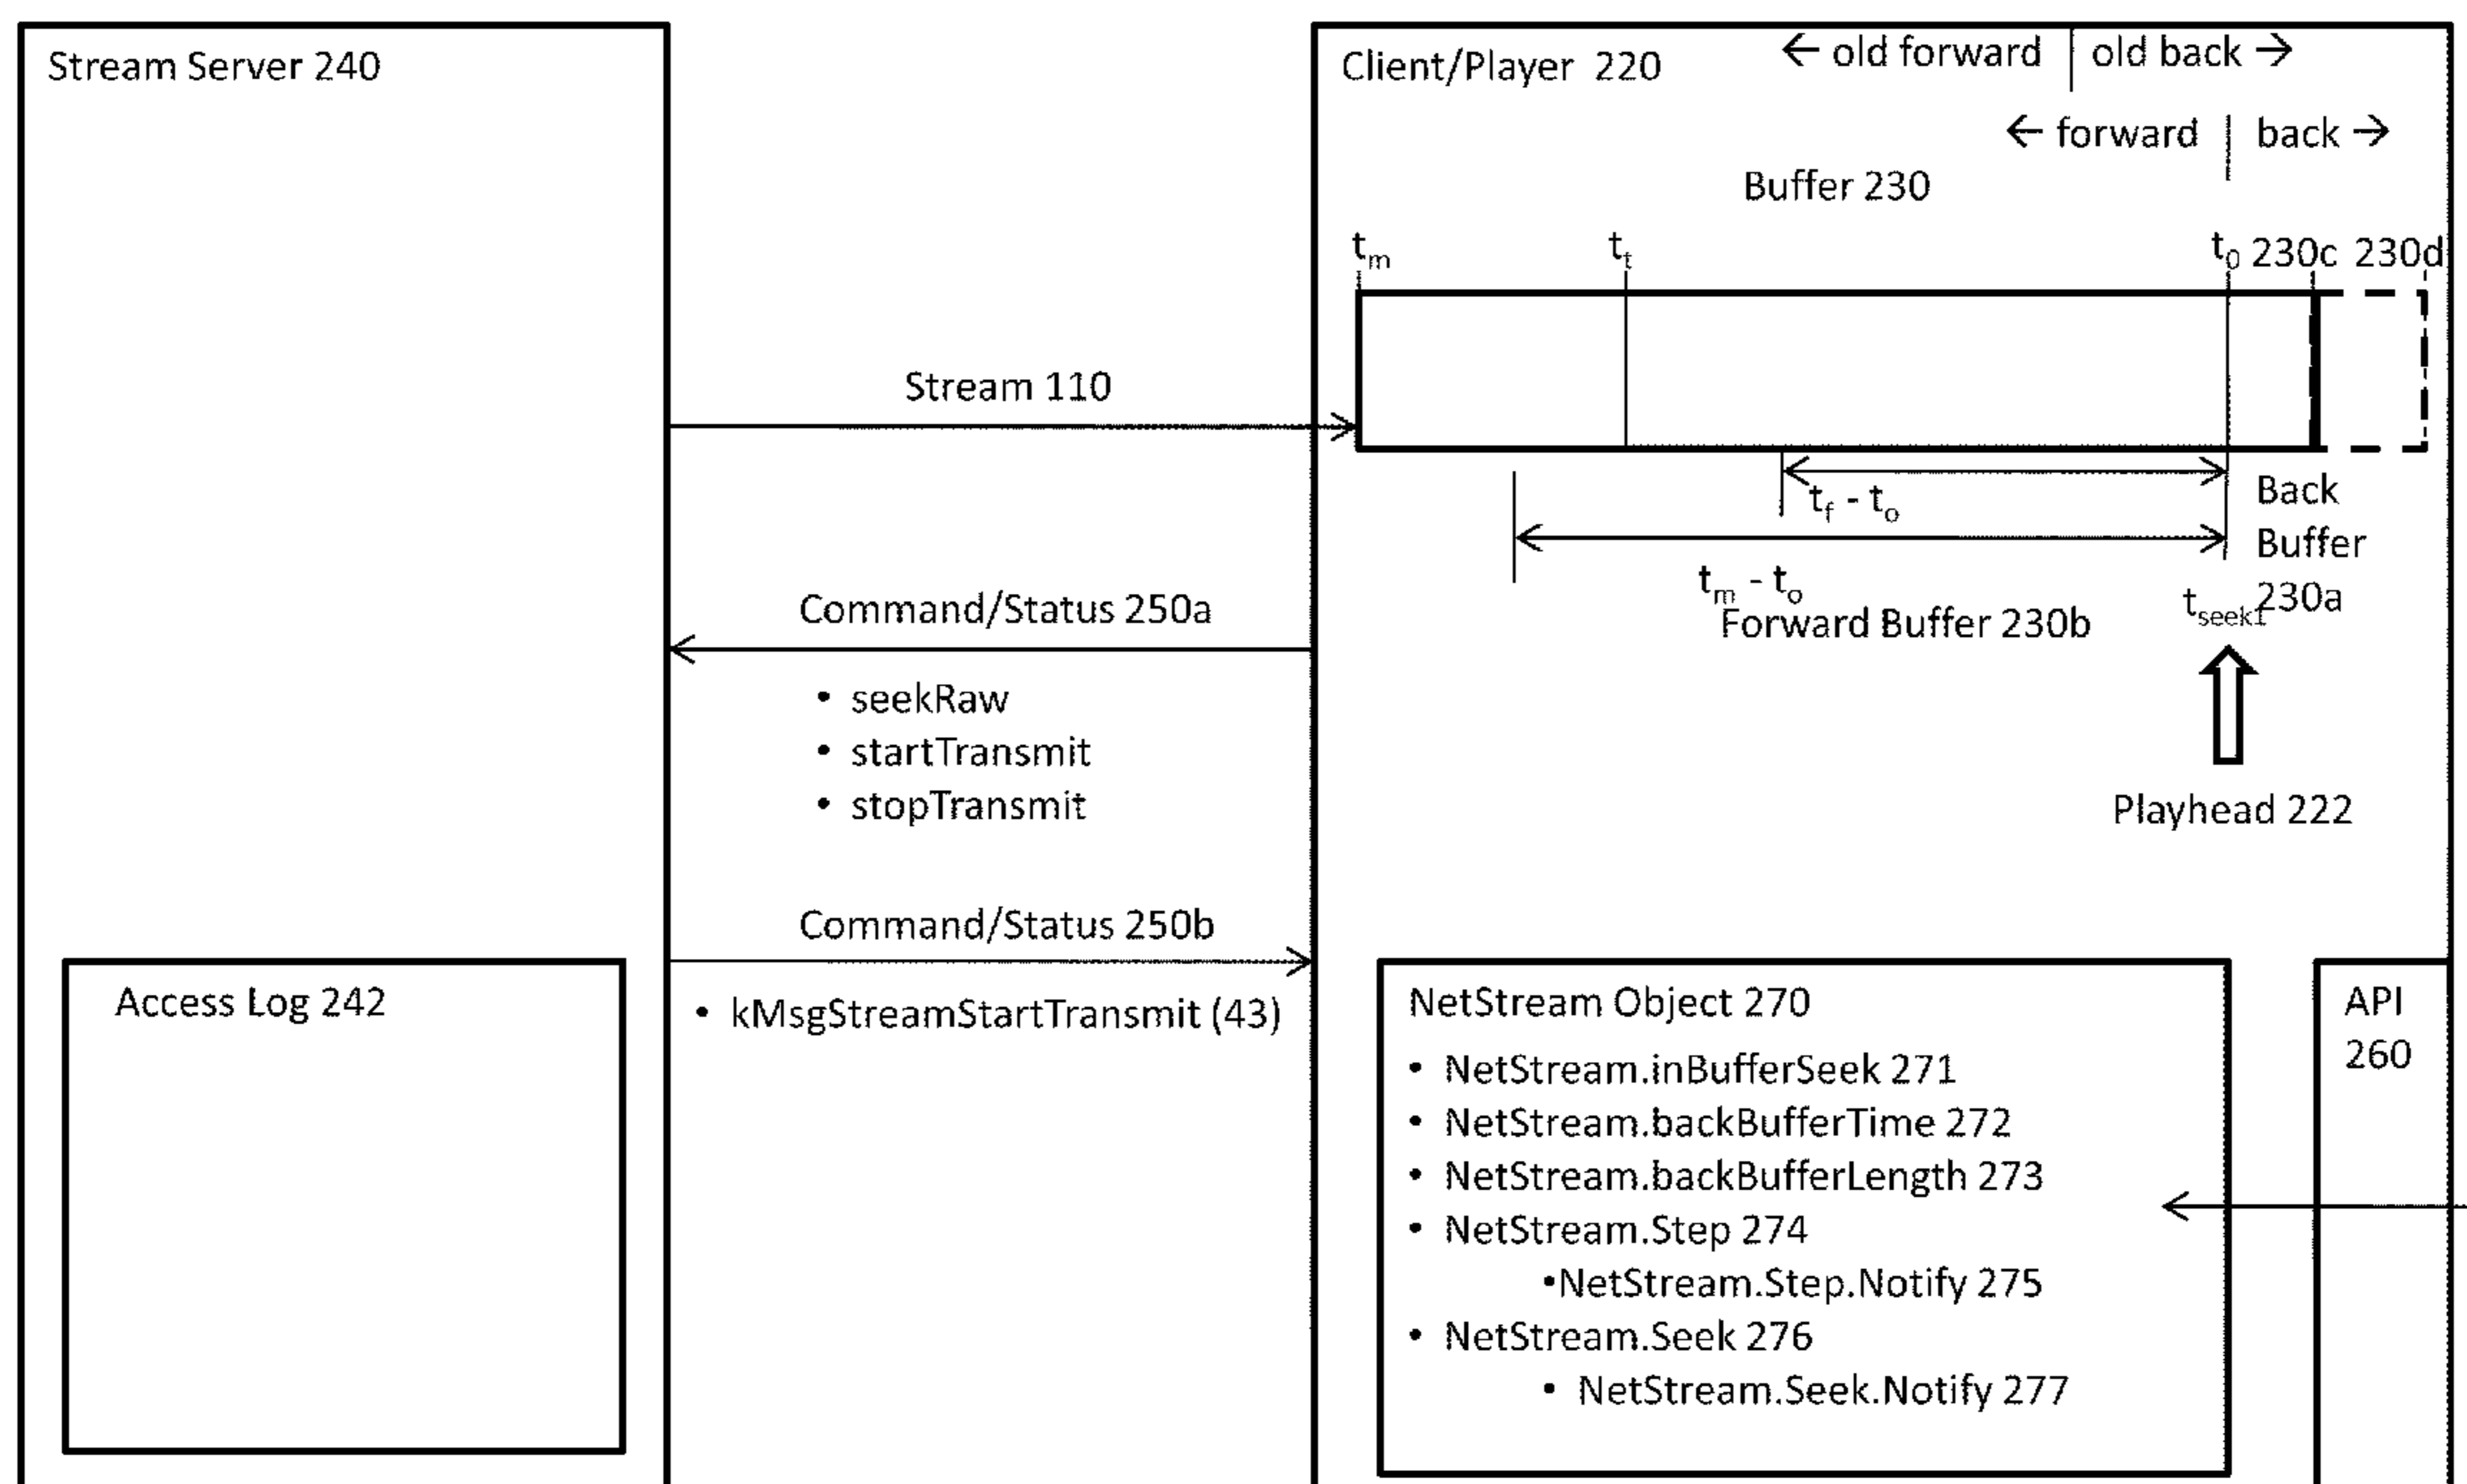 Stream Server 240
Client/Player 220
← old forward | old back →
← forward | back →
Buffer 230
tm
tt
t0 230c 230d
Stream 110
tf - to
Back
Buffer
230a
tm - to
tseek1
Forward Buffer 230b
Command/Status 250a
• seekRaw
• startTransmit
• stopTransmit
Playhead 222
Command/Status 250b
• kMsgStreamStartTransmit (43)
Access Log 242
NetStream Object 270
• NetStream.inBufferSeek 271
• NetStream.backBufferTime 272
• NetStream.backBufferLength 273
• NetStream.Step 274
•NetStream.Step.Notify 275
• NetStream.Seek 276
• NetStream.Seek.Notify 277
API
260